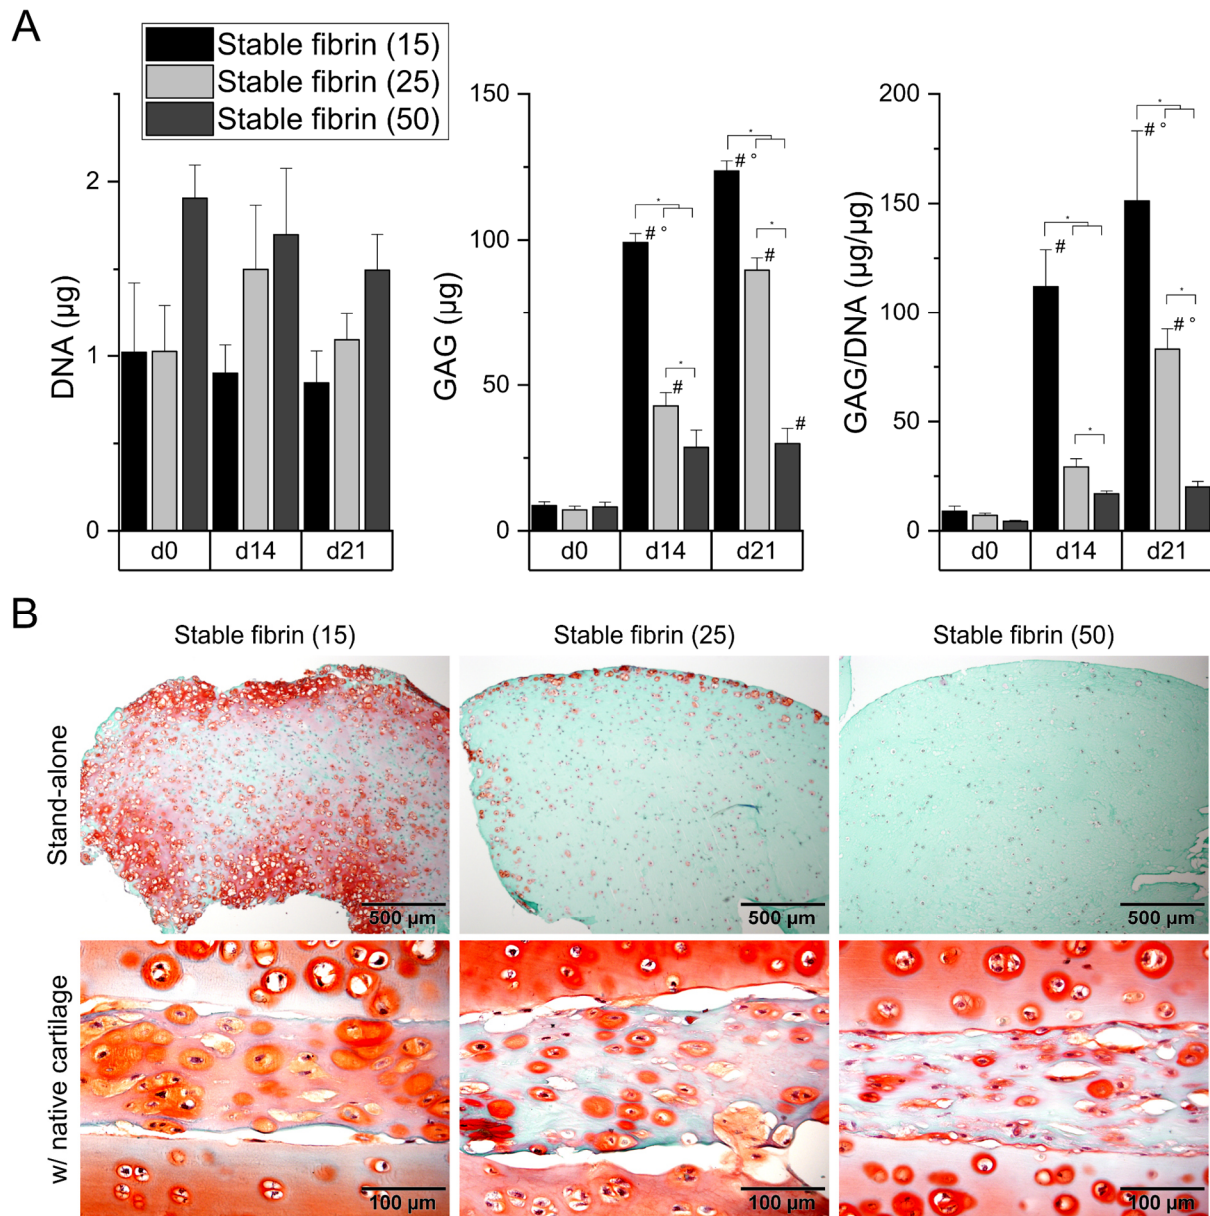 A
Stable fibrin (15)
Stable fibrin (25)
Stable fibrin (50)
DNA (µg)
2
1
0
d0 d14 d21
GAG (µg)
150
100
50
0
* * * *
# ° # # ° # #
d0 d14 d21
GAG/DNA (µg/µg)
200
150
100
50
0
* * * *
# # ° # °
d0 d14 d21
B
Stable fibrin (15) Stable fibrin (25) Stable fibrin (50)
Stand-alone
500 µm 500 µm 500 µm
w/ native cartilage
100 µm 100 µm 100 µm